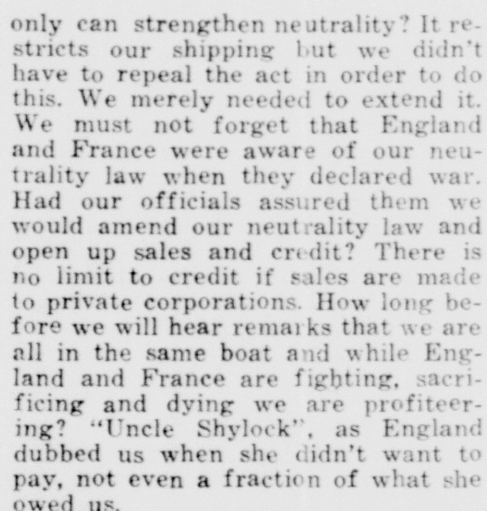 only can strengthen neutrality? It re-
stricts our shipping but we didn't
have to repeal the act in order to do
this. We merely needed to extend it.
We must not forget that England
and France were aware of our neu-
trality law when they declared war.
Had our officials assured them we
would amend our neutrality law and
open up sales and credit? There is
no limit to credit if sales are made
to private corporations. How long be-
fore we will hear remarks that we are
all in the same boat and while Eng-
land and France are fighting, sacri-
ficing and dying we are profiteer-
ing? "Uncle Shylock", as England
dubbed us when she didn't want to
pay, not even a fraction of what she
owed us.